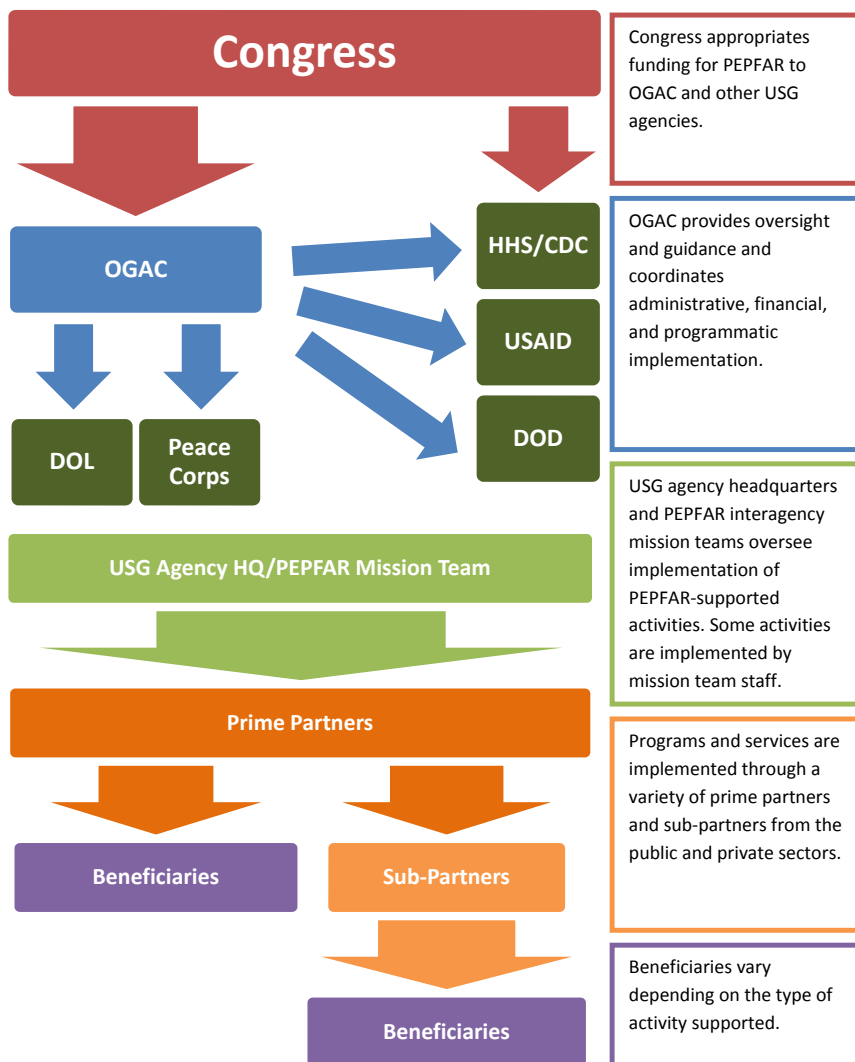 Congress
Congress appropriates
funding for PEPFAR to
OGAC and other USG
agencies.
OGAC
HHS/CDC
USAID
DOD
DOL
Peace
Corps
OGAC provides oversight
and guidance and
coordinates
administrative, financial,
and programmatic
implementation.
USG Agency HQ/PEPFAR Mission Team
USG agency headquarters
and PEPFAR interagency
mission teams oversee
implementation of
PEPFAR-supported
activities. Some activities
are implemented by
mission team staff.
Prime Partners
Beneficiaries
Sub-Partners
Programs and services are
implemented through a
variety of prime partners
and sub-partners from the
public and private sectors.
Beneficiaries
Beneficiaries vary
depending on the type of
activity supported.